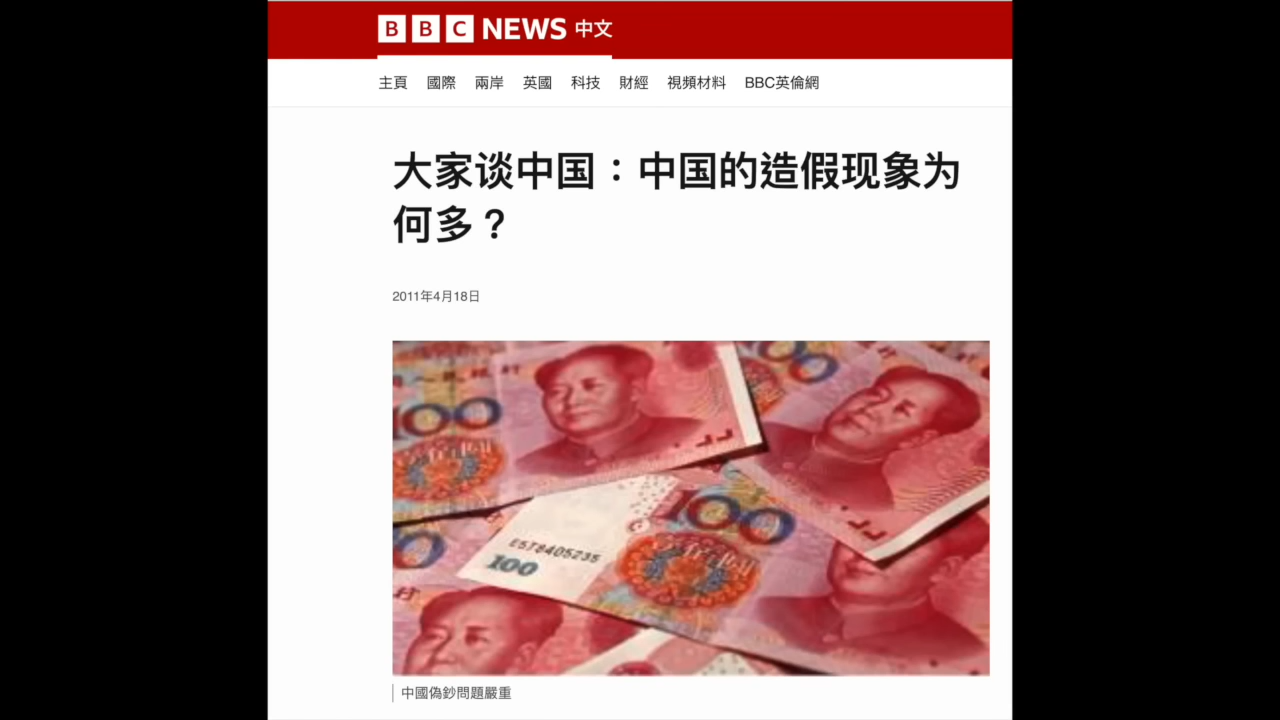 BBC NEWS 中文
主頁 國際 兩岸 英國 科技 財經 視頻材料 BBC英倫網
大家谈中国：中国的造假现象为
何多？
2011年4月18日
100
100
100
E5T8405235
100
中國偽鈔問題嚴重